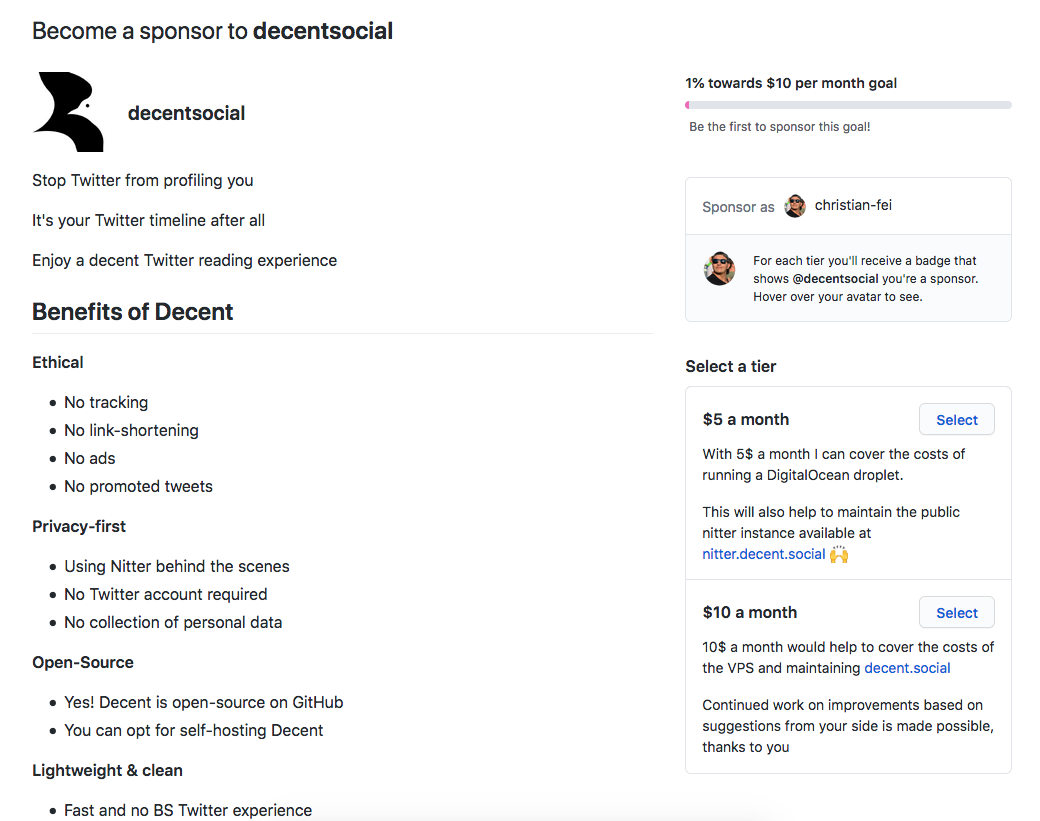 Become a sponsor to decentsocial
decentsocial
Stop Twitter from profiling you
It's your Twitter timeline after all
Enjoy a decent Twitter reading experience
Benefits of Decent
Ethical
No tracking
No link-shortening
No ads
No promoted tweets
Privacy-first
Using Nitter behind the scenes
No Twitter account required
No collection of personal data
Open-Source
Yes! Decent is open-source on GitHub
You can opt for self-hosting Decent
Lightweight & clean
Fast and no BS Twitter experience
1% towards $10 per month goal
Be the first to sponsor this goal!
Sponsor as christian-fei
For each tier you'll receive a badge that
shows @decentsocial you're a sponsor.
Hover over your avatar to see.
Select a tier
$5 a month
Select
With 5$ a month I can cover the costs of
running a DigitalOcean droplet.
This will also help to maintain the public
nitter instance available at
nitter.decent.social 🙌
$10 a month
Select
10$ a month would help to cover the costs of
the VPS and maintaining decent.social
Continued work on improvements based on
suggestions from your side is made possible,
thanks to you